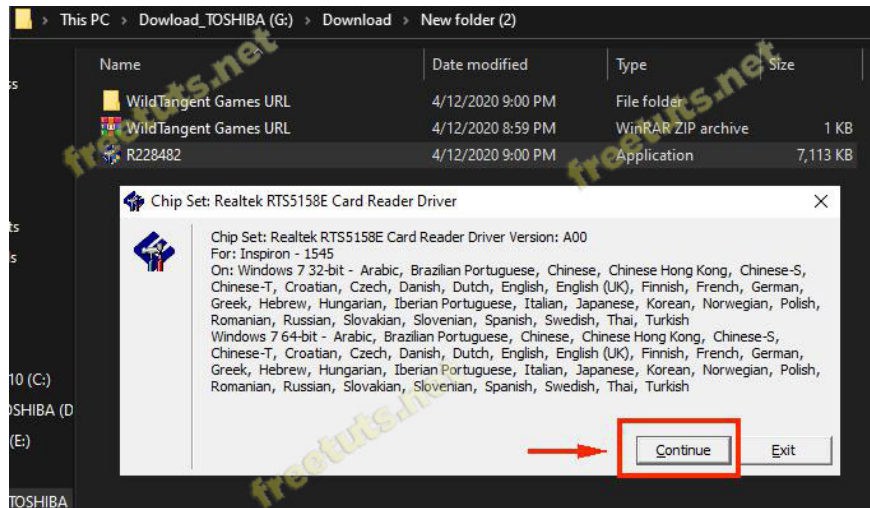 This PC > Dowload_TOSHIBA (G:) > Download > New folder (2)
Name Date modified Type Size
WildTangent Games URL 4/12/2020 9:00 PM File folder
WildTangent Games URL 4/12/2020 8:59 PM WinRAR ZIP archive 1 KB
R228482 4/12/2020 9:00 PM Application 7,113 KB
Chip Set: Realtek RTS5158E Card Reader Driver
Chip Set: Realtek RTS5158E Card Reader Driver Version: A00
For: Inspiron - 1545
On: Windows 7 32-bit - Arabic, Brazilian Portuguese, Chinese, Chinese Hong Kong, Chinese-S,
Chinese-T, Croatian, Czech, Danish, Dutch, English, English (UK), Finnish, French, German,
Greek, Hebrew, Hungarian, Iberian Portuguese, Italian, Japanese, Korean, Norwegian, Polish,
Romanian, Russian, Slovakian, Slovenian, Spanish, Swedish, Thai, Turkish
Windows 7 64-bit - Arabic, Brazilian Portuguese, Chinese, Chinese Hong Kong, Chinese-S,
Chinese-T, Croatian, Czech, Danish, Dutch, English, English (UK), Finnish, French, German,
Greek, Hebrew, Hungarian, Iberian Portuguese, Italian, Japanese, Korean, Norwegian, Polish,
Romanian, Russian, Slovakian, Slovenian, Spanish, Swedish, Thai, Turkish
Continue Exit
ss
ts
s
10 (C:)
OSHIBA (D
(E:)
TOSHIBA
freetuts.net
freetuts.net
freetuts.net